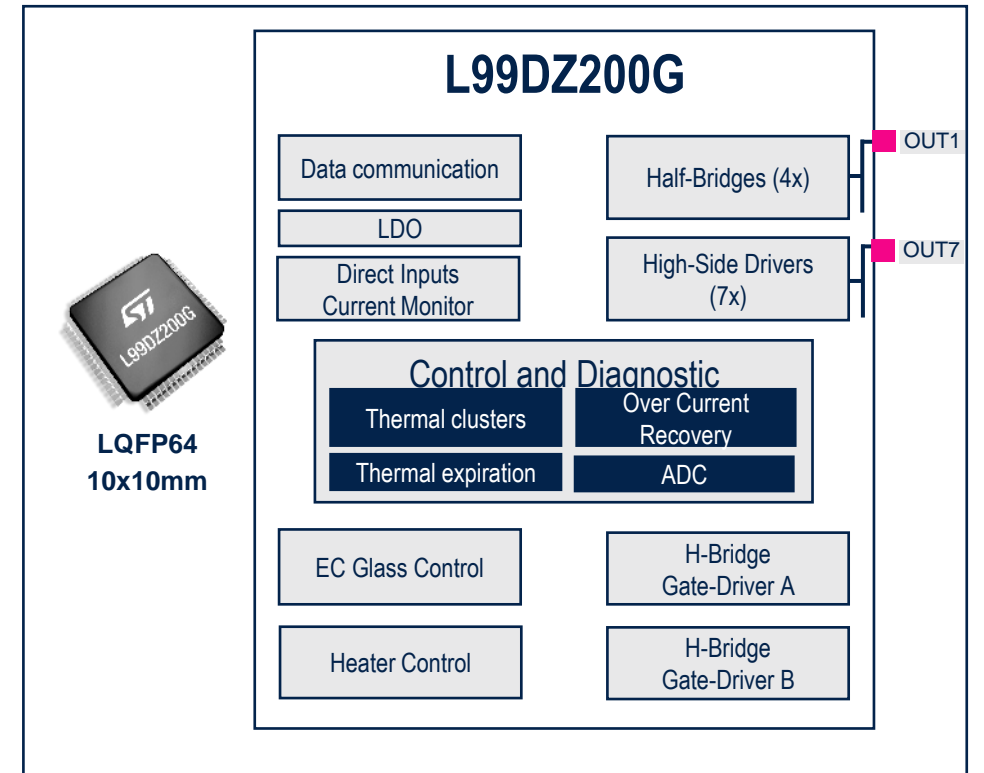 L99DZ200G
Data communication
LDO
Direct Inputs
Current Monitor
Half-Bridges (4x)
OUT1
High-Side Drivers
(7x)
OUT7
ST
L99DZ200G
LQFP64
10x10mm
Control and Diagnostic
Thermal clusters
Over Current
Recovery
Thermal expiration
ADC
EC Glass Control
H-Bridge
Gate-Driver A
Heater Control
H-Bridge
Gate-Driver B